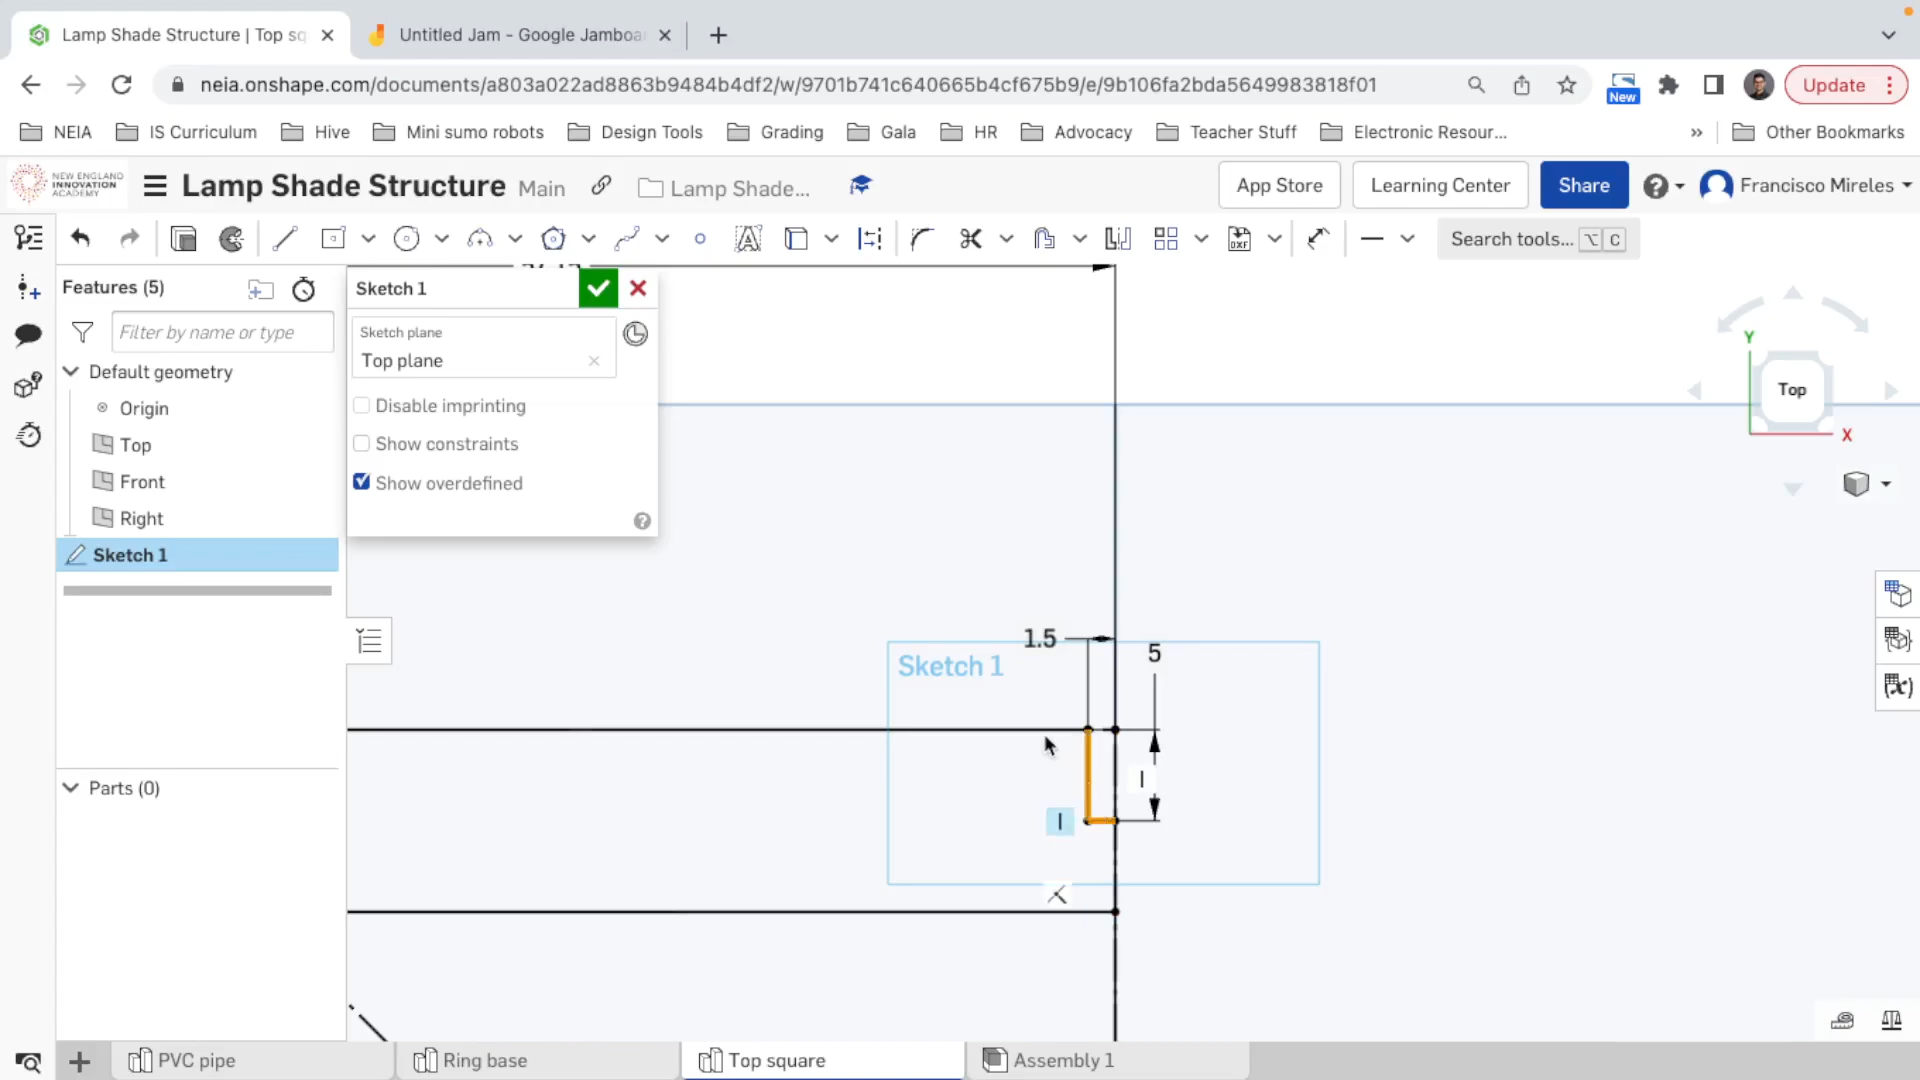 Lamp Shade Structure | Top sq
Untitled Jam - Google Jamboa
neia.onshape.com/documents/a803a022ad8863b9484b4df2/w/9701b741c640665b4cf675b9/e/9b106fa2bda5649983818f01
New
Update
NEIA
IS Curriculum
Hive
Mini sumo robots
Design Tools
Grading
Gala
HR
Advocacy
Teacher Stuff
Electronic Resour...
»
Other Bookmarks
NEW ENGLAND
INNOVATION
ACADEMY
Lamp Shade Structure
Main
Lamp Shade...
App Store
Learning Center
Share
Francisco Mireles
DXF
Search tools... ⌥ C
Features (5)
Filter by name or type
Default geometry
Origin
Top
Front
Right
Sketch 1
Parts (0)
Sketch 1
Sketch plane
Top plane
Disable imprinting
Show constraints
Show overdefined
Y
Top
X
1.5
5
Sketch 1
PVC pipe
Ring base
Top square
Assembly 1